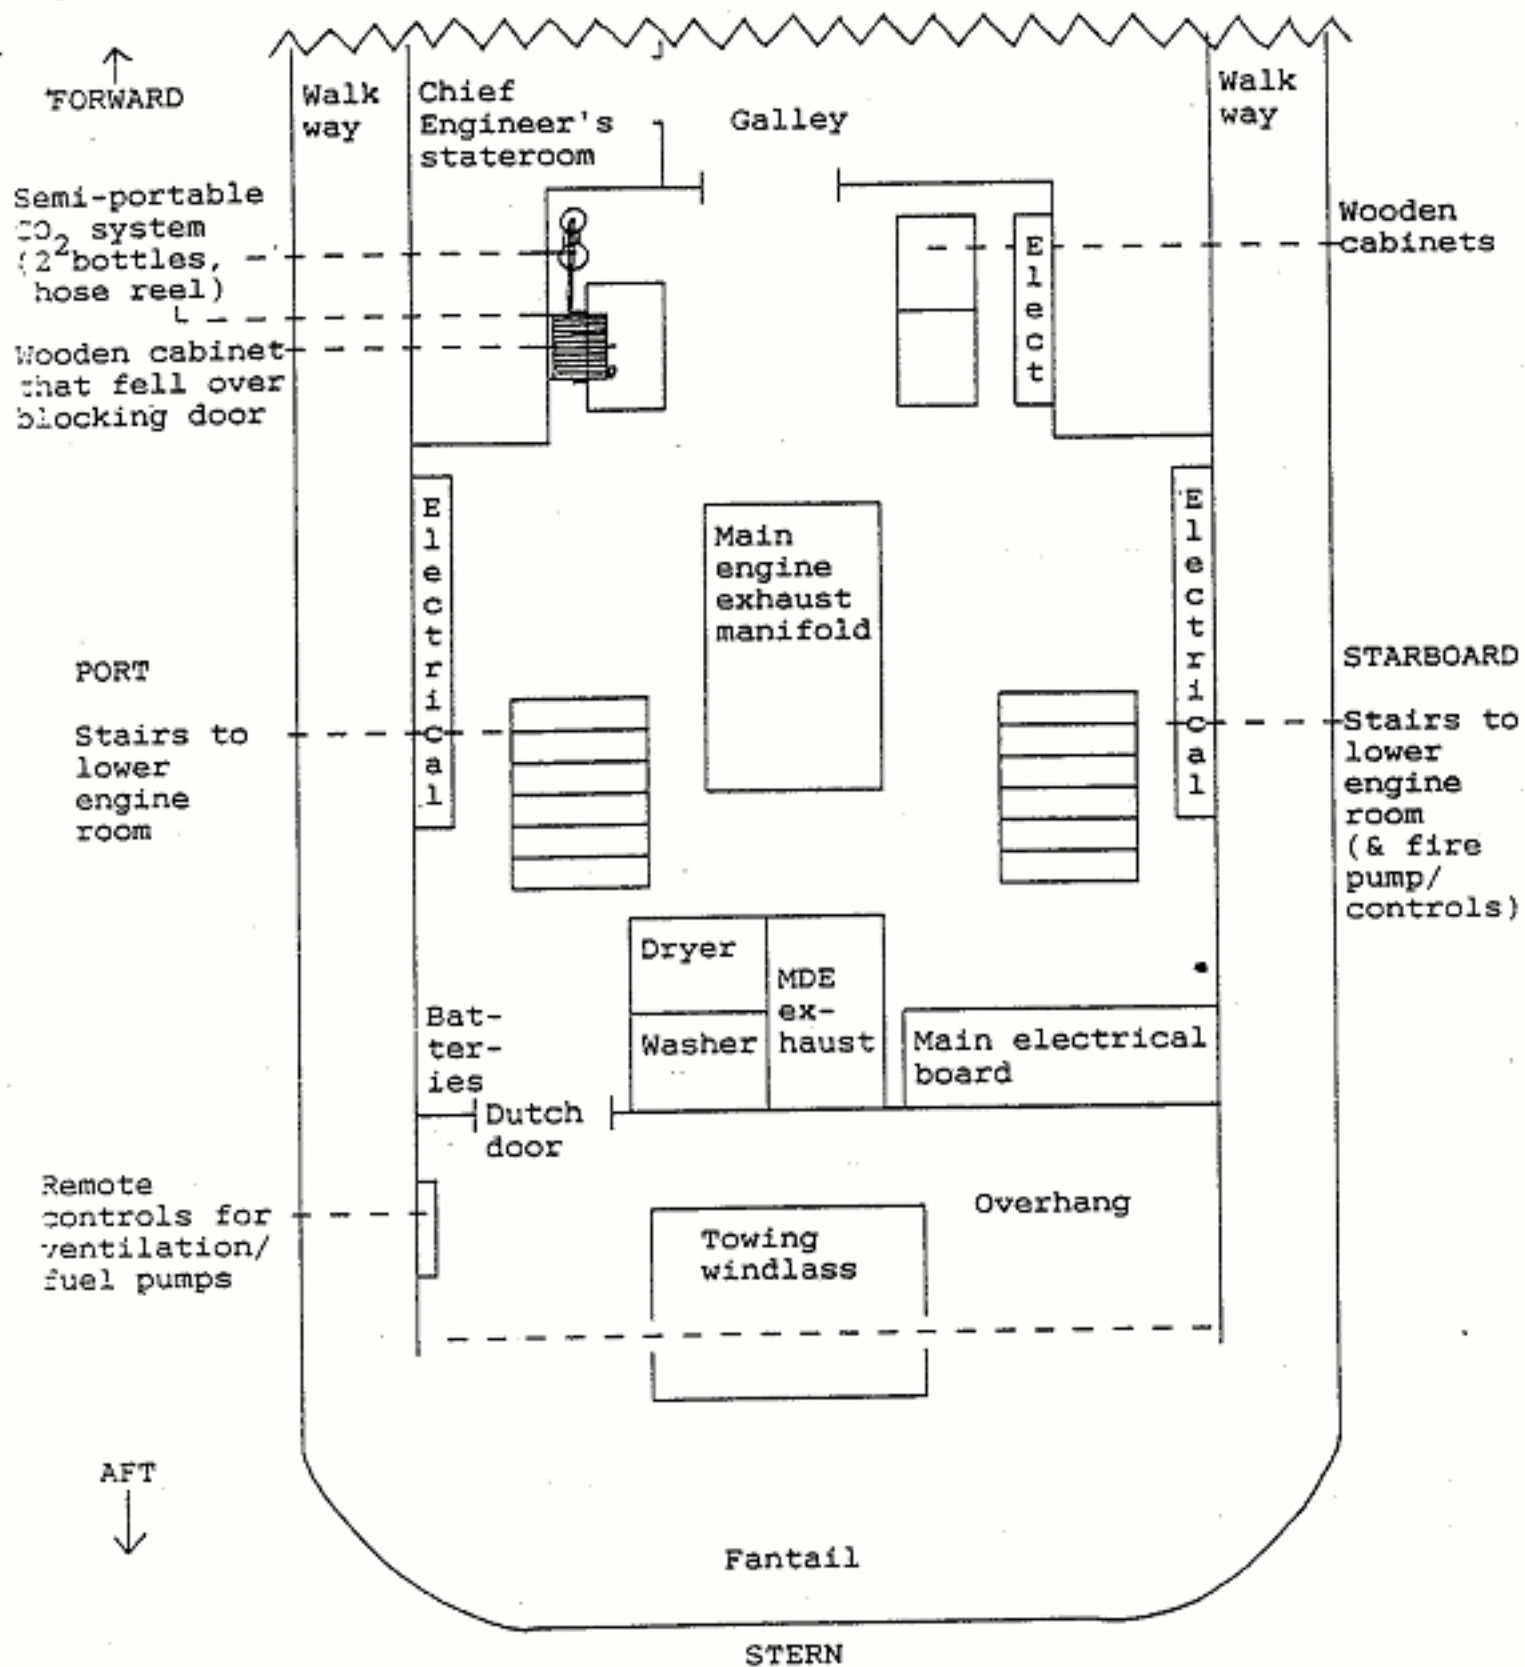 FORWARD
Walk
way
Chief
Engineer's
stateroom
Galley
Walk
way
Semi-portable
CO2 system
(2 bottles,
hose reel)
Wooden cabinet
that fell over
blocking door
Elect
Wooden
cabinets
Electrical
Main
engine
exhaust
manifold
Electrical
PORT
Stairs to
lower
engine
room
STARBOARD
Stairs to
lower
engine
room
(& fire
pump/
controls)
Dryer
Washer
MDE
ex-
haust
Bat-
ter-
ies
Main electrical
board
Dutch
door
Remote
controls for
ventilation/
fuel pumps
Overhang
Towing
windlass
AFT
Fantail
STERN